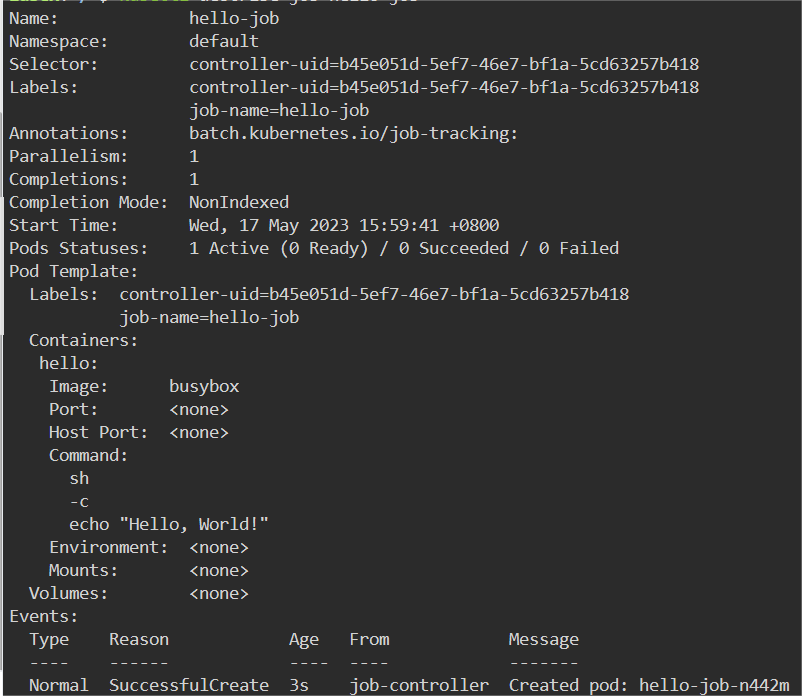 Name:                hello-job
Namespace:           default
Selector:            controller-uid=b45e051d-5ef7-46e7-bf1a-5cd63257b418
Labels:              controller-uid=b45e051d-5ef7-46e7-bf1a-5cd63257b418
                     job-name=hello-job
Annotations:         batch.kubernetes.io/job-tracking:
Parallelism:         1
Completions:         1
Completion Mode:     NonIndexed
Start Time:          Wed, 17 May 2023 15:59:41 +0800
Pods Statuses:       1 Active (0 Ready) / 0 Succeeded / 0 Failed
Pod Template:
  Labels:  controller-uid=b45e051d-5ef7-46e7-bf1a-5cd63257b418
           job-name=hello-job
  Containers:
   hello:
    Image:      busybox
    Port:       <none>
    Host Port:  <none>
    Command:
      sh
      -c
      echo "Hello, World!"
    Environment:  <none>
    Mounts:       <none>
  Volumes:        <none>
Events:
  Type    Reason            Age   From            Message
  ----    ------            ----  ----            -------
  Normal  SuccessfulCreate  3s    job-controller  Created pod: hello-job-n442m